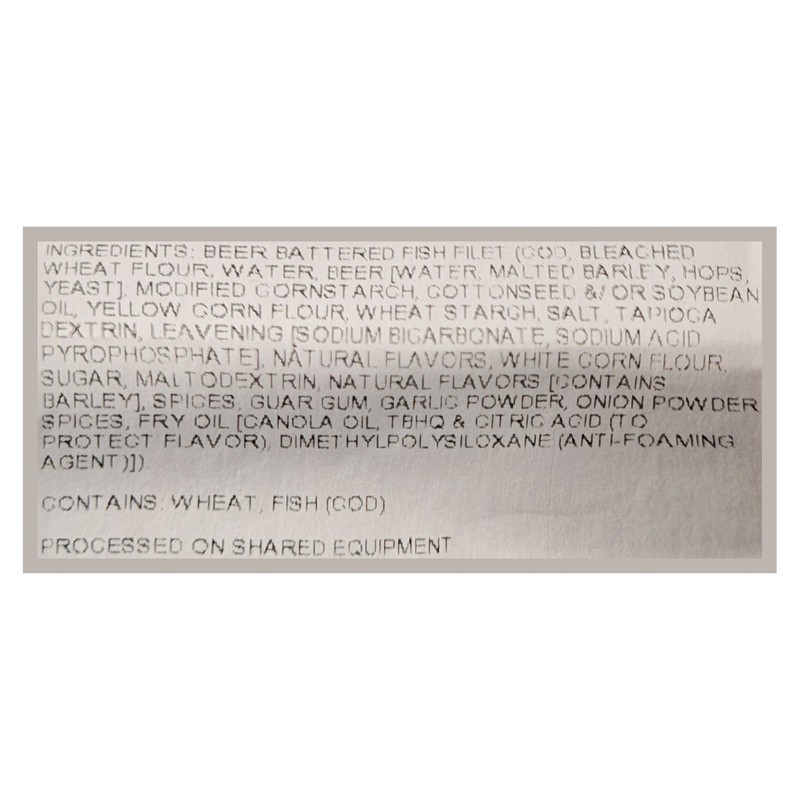 INGREDIENTS: BEER BATTERED FISH FILET (COD, BLEACHED
WHEAT FLOUR, WATER, BEER [WATER, MALTED BARLEY, HOPS,
YEAST], MODIFIED CORNSTARCH, COTTONSEED &/ OR SOYBEAN
OIL, YELLOW CORN FLOUR, WHEAT STARCH, SALT, TAPIOCA
DEXTRIN, LEAVENING [SODIUM BICARBONATE, SODIUM ACID
PYROPHOSPHATE], NATURAL FLAVORS, WHITE CORN FLOUR,
SUGAR, MALTODEXTRIN, NATURAL FLAVORS [CONTAINS
BARLEY], SPICES, GUAR GUM, GARLIC POWDER, ONION POWDER
SPICES, FRY OIL [CANOLA OIL, TBHQ & CITRIC ACID (TO
PROTECT FLAVOR), DIMETHYLPOLYSILOXANE (ANTI-FOAMING
AGENT)])
CONTAINS: WHEAT, FISH (COD)
PROCESSED ON SHARED EQUIPMENT